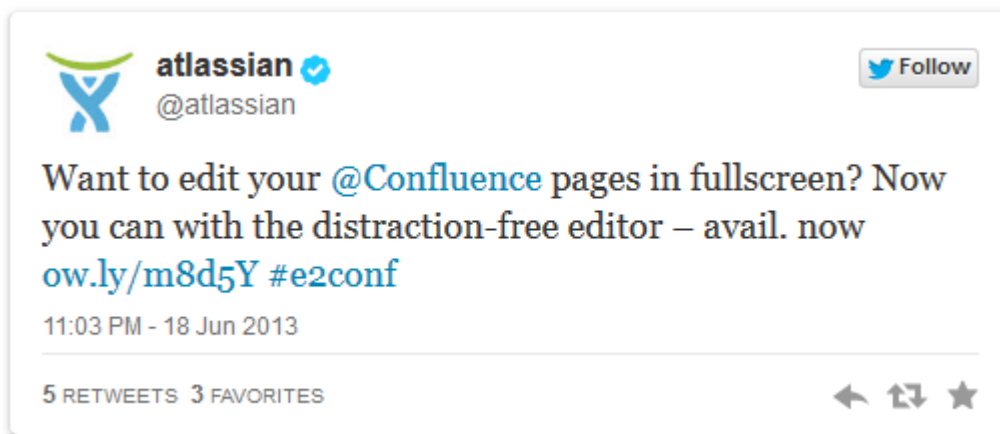 atlassian
@atlassian
Follow
Want to edit your @Confluence pages in fullscreen? Now
you can with the distraction-free editor – avail. now
ow.ly/m8d5Y #e2conf
11:03 PM - 18 Jun 2013
5 RETWEETS 3 FAVORITES